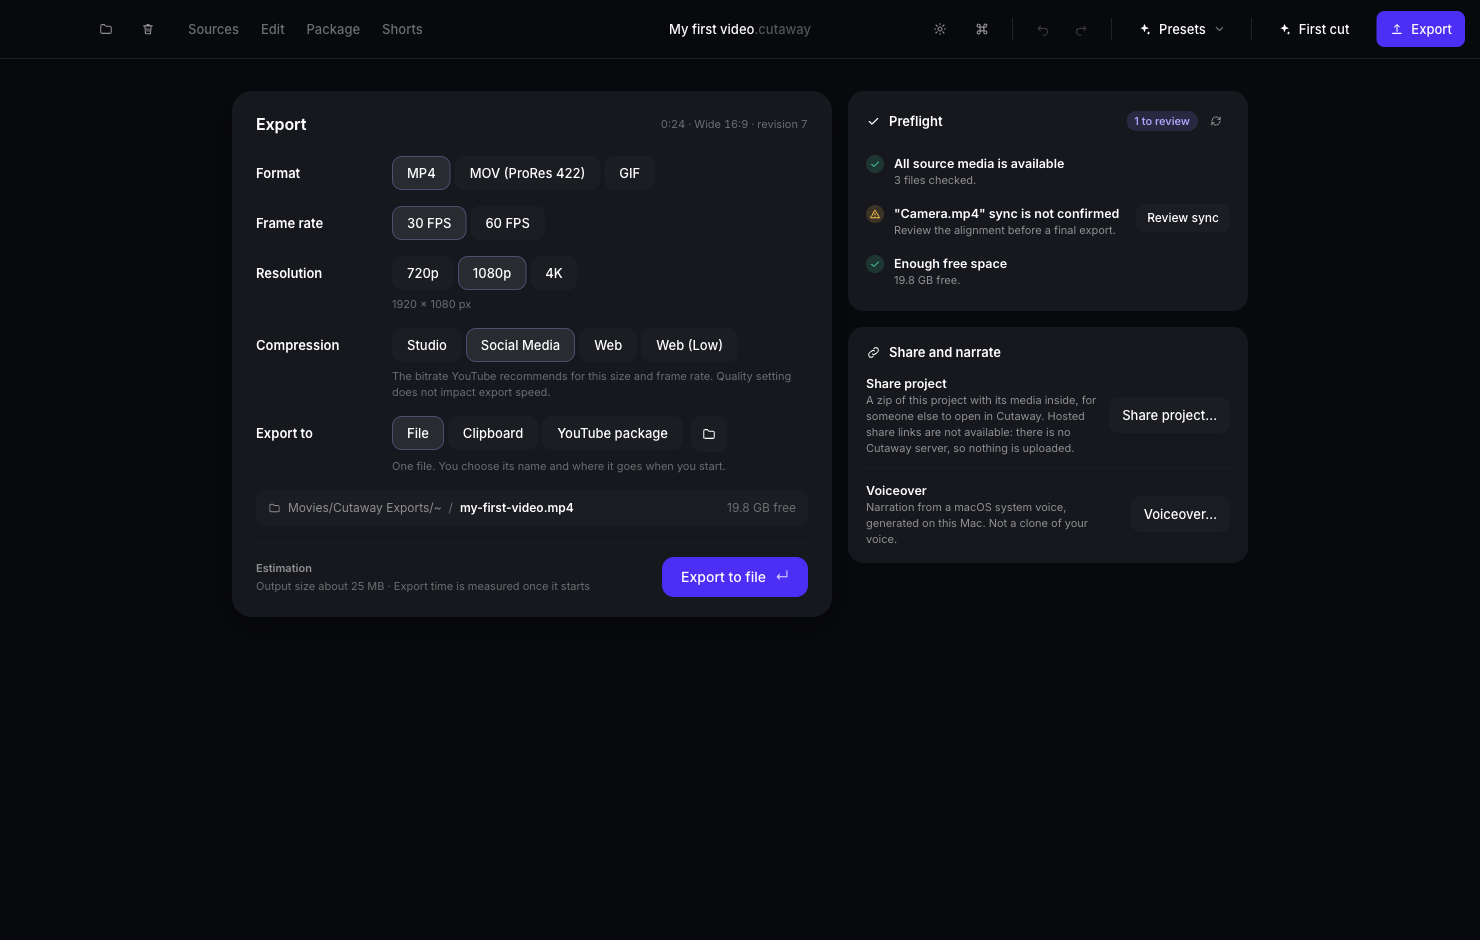 Sources Edit Package Shorts
My first video.cutaway
Presets
First cut
Export
Export
0:24 · Wide 16:9 · revision 7
Format
MP4 MOV (ProRes 422) GIF
Frame rate
30 FPS 60 FPS
Resolution
720p 1080p 4K
1920 × 1080 px
Compression
Studio Social Media Web Web (Low)
The bitrate YouTube recommends for this size and frame rate. Quality setting
does not impact export speed.
Export to
File Clipboard YouTube package
One file. You choose its name and where it goes when you start.
Movies/Cutaway Exports/~ / my-first-video.mp4
19.8 GB free
Estimation
Output size about 25 MB · Export time is measured once it starts
Export to file
Preflight
1 to review
All source media is available
3 files checked.
"Camera.mp4" sync is not confirmed
Review the alignment before a final export.
Review sync
Enough free space
19.8 GB free.
Share and narrate
Share project
A zip of this project with its media inside, for
someone else to open in Cutaway. Hosted
share links are not available: there is no
Cutaway server, so nothing is uploaded.
Share project...
Voiceover
Narration from a macOS system voice,
generated on this Mac. Not a clone of your
voice.
Voiceover...